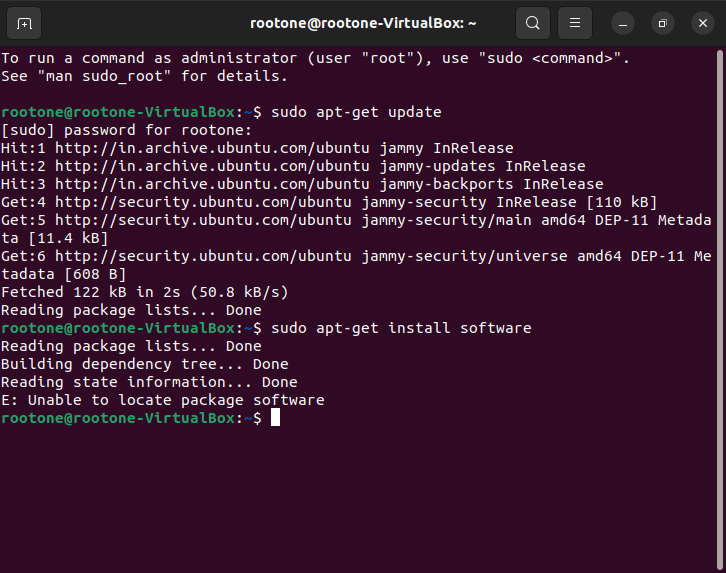 rootone@rootone-VirtualBox: ~
To run a command as administrator (user "root"), use "sudo <command>".
See "man sudo_root" for details.
rootone@rootone-VirtualBox:~$ sudo apt-get update
[sudo] password for rootone:
Hit:1 http://in.archive.ubuntu.com/ubuntu jammy InRelease
Hit:2 http://in.archive.ubuntu.com/ubuntu jammy-updates InRelease
Hit:3 http://in.archive.ubuntu.com/ubuntu jammy-backports InRelease
Get:4 http://security.ubuntu.com/ubuntu jammy-security InRelease [110 kB]
Get:5 http://security.ubuntu.com/ubuntu jammy-security/main amd64 DEP-11 Metada
ta [11.4 kB]
Get:6 http://security.ubuntu.com/ubuntu jammy-security/universe amd64 DEP-11 Me
tadata [608 B]
Fetched 122 kB in 2s (50.8 kB/s)
Reading package lists... Done
rootone@rootone-VirtualBox:~$ sudo apt-get install software
Reading package lists... Done
Building dependency tree... Done
Reading state information... Done
E: Unable to locate package software
rootone@rootone-VirtualBox:~$